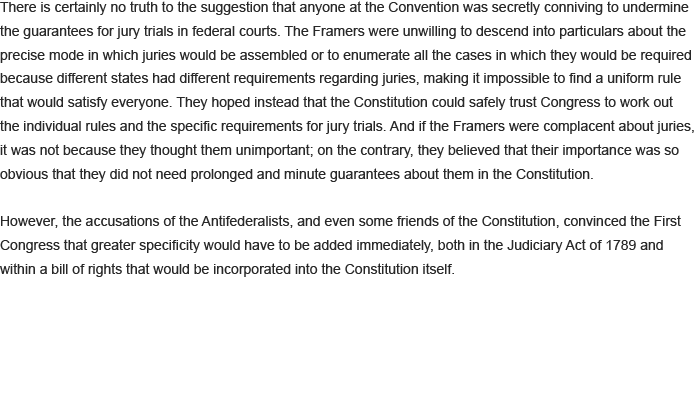 There is certainly no truth to the suggestion that anyone at the Convention was secretly conniving to undermine
the guarantees for jury trials in federal courts. The Framers were unwilling to descend into particulars about the
precise mode in which juries would be assembled or to enumerate all the cases in which they would be required
because different states had different requirements regarding juries, making it impossible to find a uniform rule
that would satisfy everyone. They hoped instead that the Constitution could safely trust Congress to work out
the individual rules and the specific requirements for jury trials. And if the Framers were complacent about juries,
it was not because they thought them unimportant; on the contrary, they believed that their importance was so
obvious that they did not need prolonged and minute guarantees about them in the Constitution.
However, the accusations of the Antifederalists, and even some friends of the Constitution, convinced the First
Congress that greater specificity would have to be added immediately, both in the Judiciary Act of 1789 and
within a bill of rights that would be incorporated into the Constitution itself.